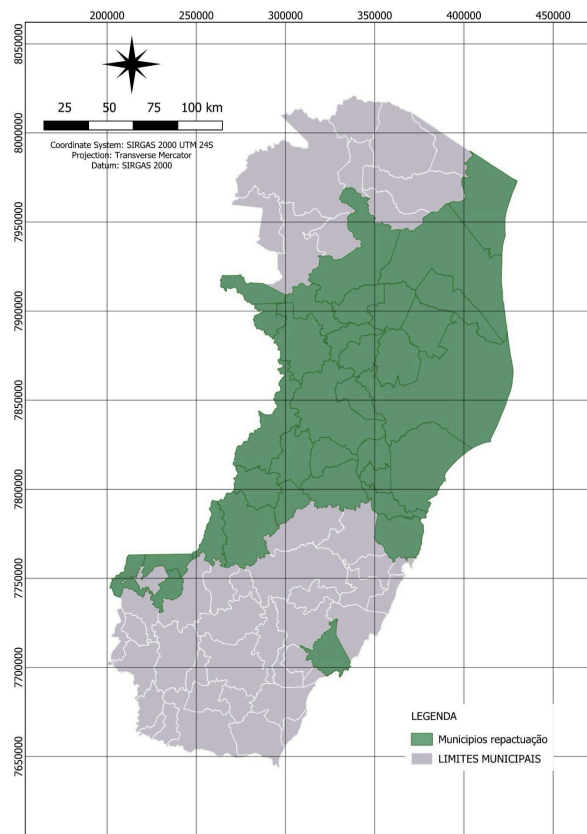 200000 250000 300000 350000 400000 450000
8050000
8000000
7950000
7900000
7850000
7800000
7750000
7700000
7650000
25 50 75 100 km
Coordinate System: SIRGAS 2000 UTM 24S
Projection: Transverse Mercator
Datum: SIRGAS 2000
LEGENDA
Municipios repactuação
LIMITES MUNICIPAIS